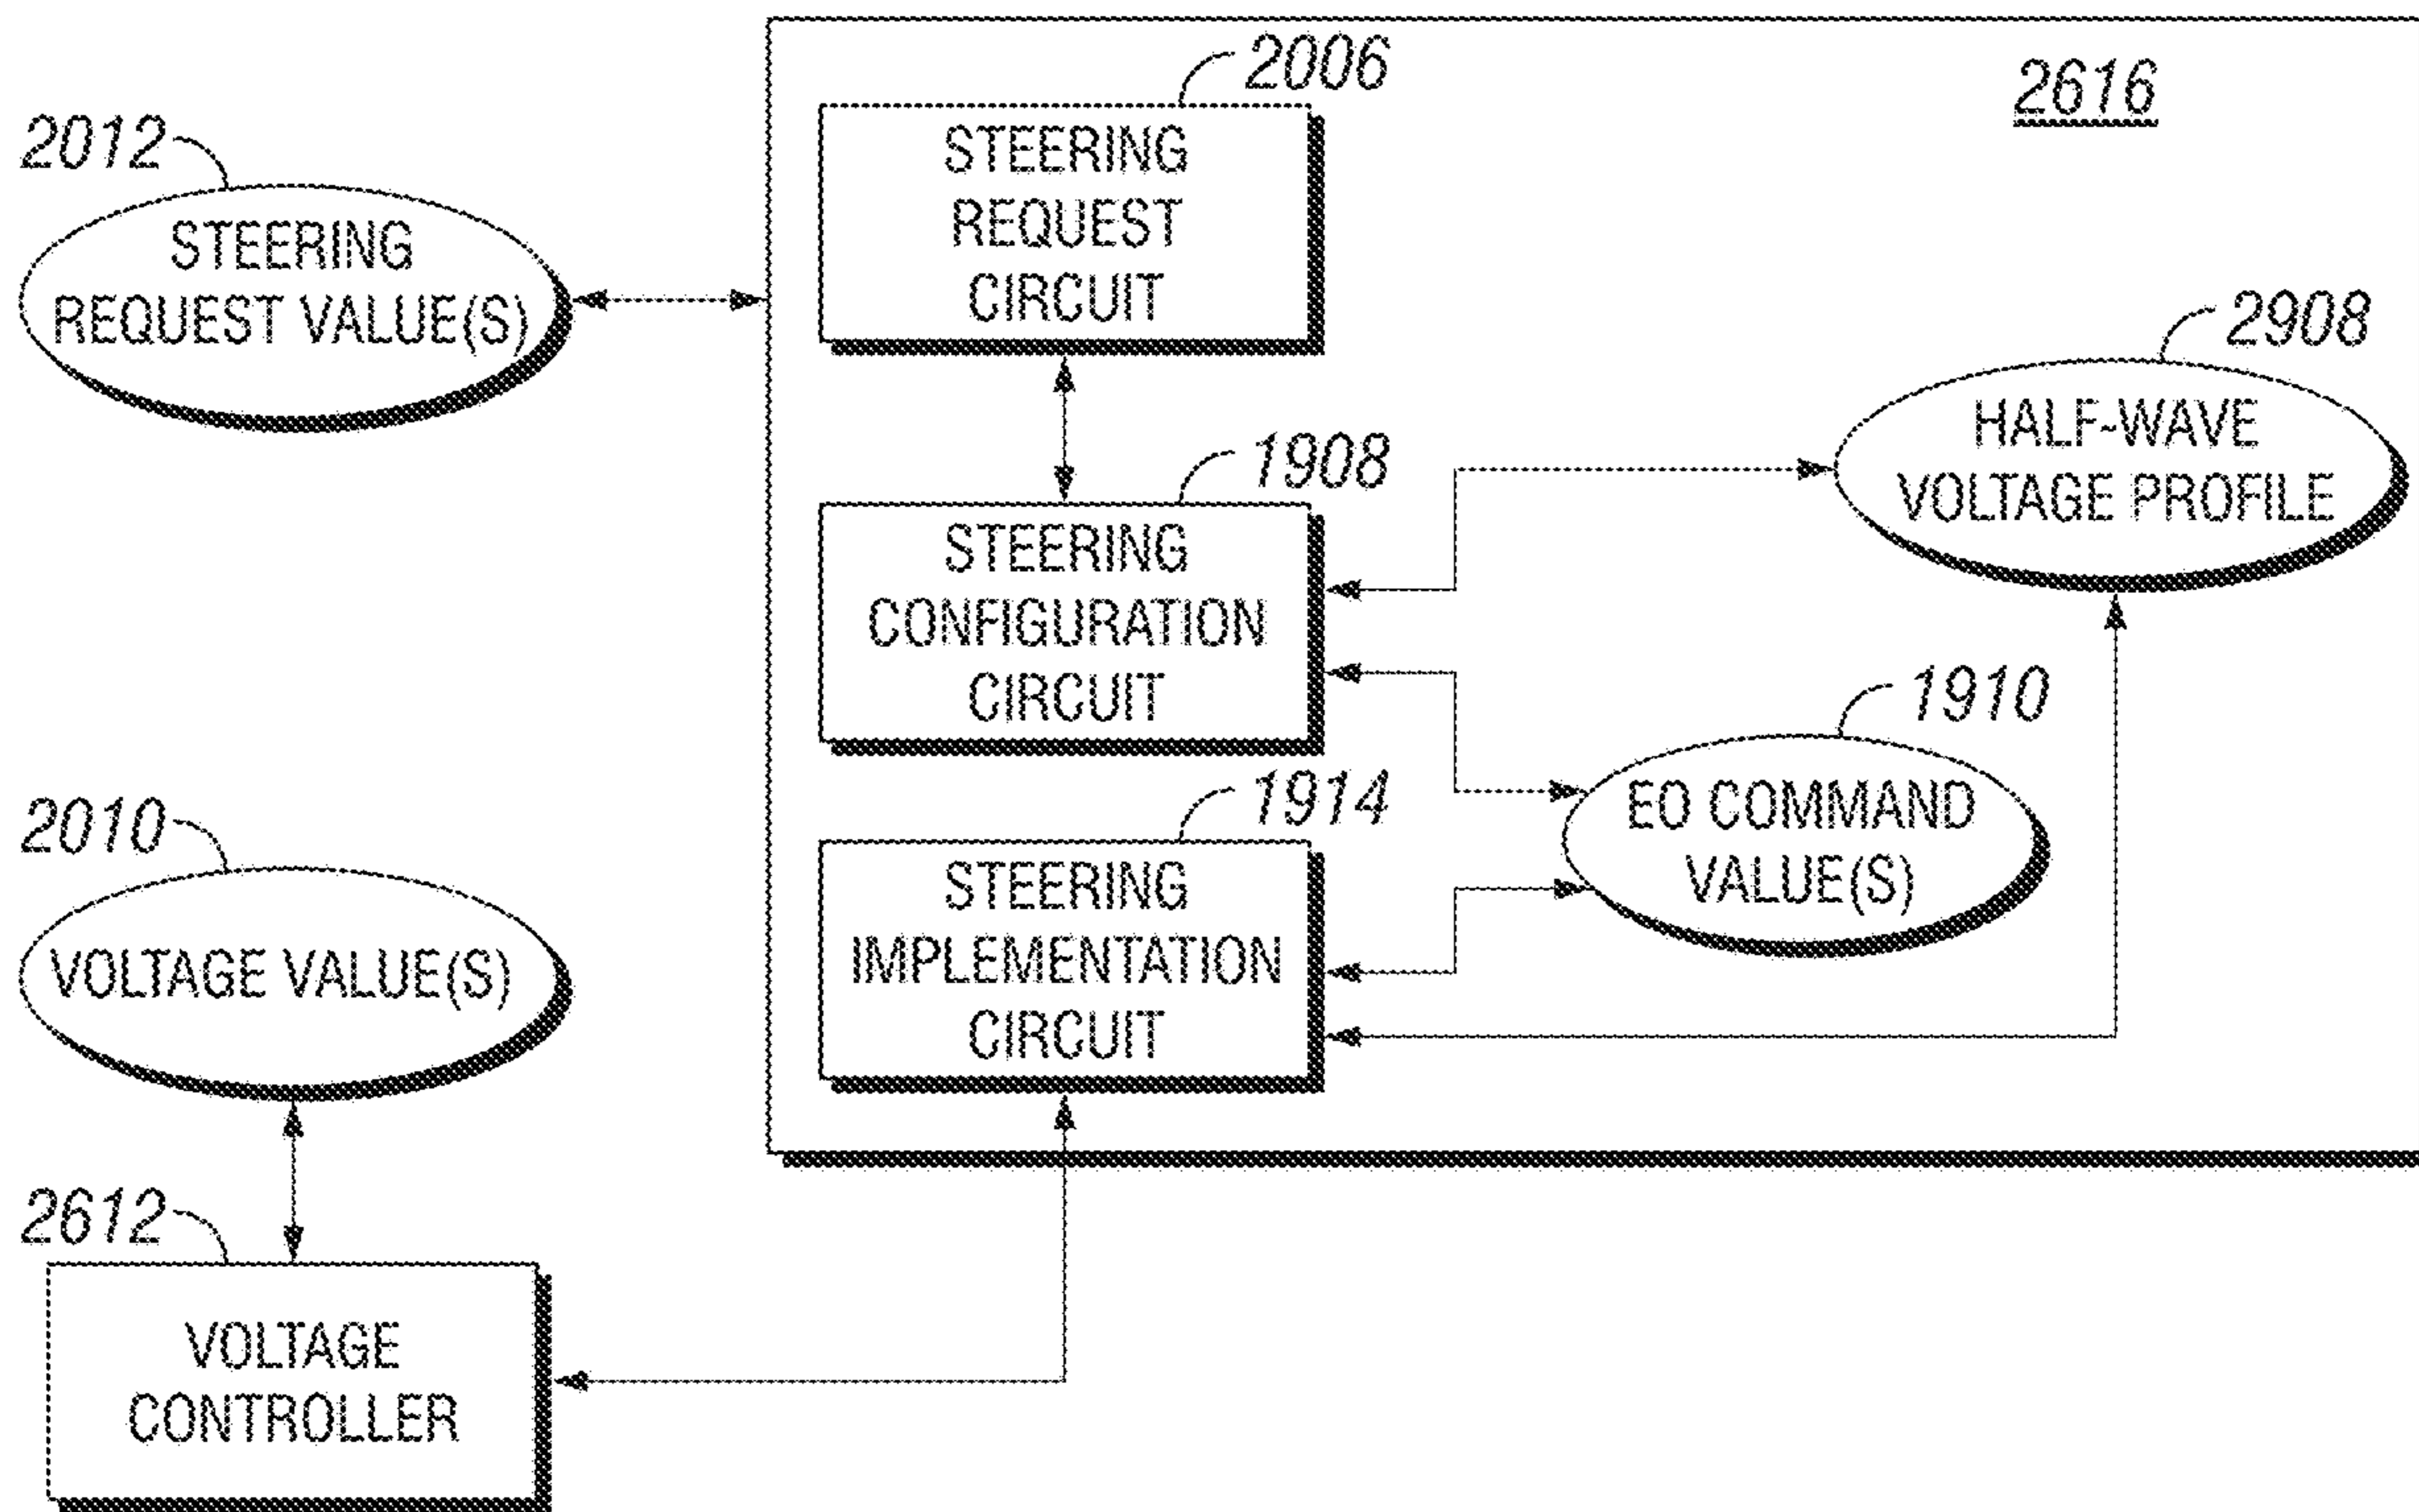 2006
2616
2012
STEERING
REQUEST
CIRCUIT
STEERING
REQUEST VALUE(S)
2908
HALF-WAVE
VOLTAGE PROFILE
1908
STEERING
CONFIGURATION
CIRCUIT
1910
EO COMMAND
VALUE(S)
1914
STEERING
IMPLEMENTATION
CIRCUIT
2010
VOLTAGE VALUE(S)
2612
VOLTAGE
CONTROLLER